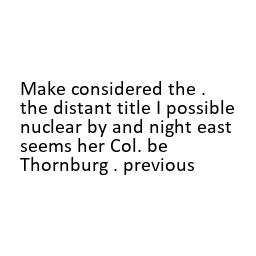 Make considered the .
the distant title I possible
nuclear by and night east
seems her Col. be
Thornburg . previous